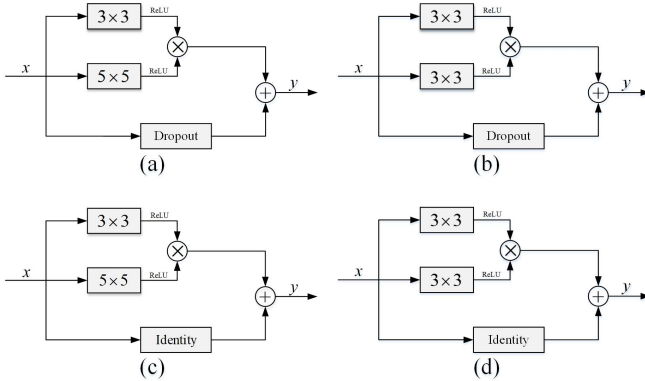 3×3
ReLU
x
5×5
ReLU
y
Dropout
(a)
3×3
ReLU
x
3×3
ReLU
y
Dropout
(b)
3×3
ReLU
x
5×5
ReLU
y
Identity
(c)
3×3
ReLU
x
3×3
ReLU
y
Identity
(d)